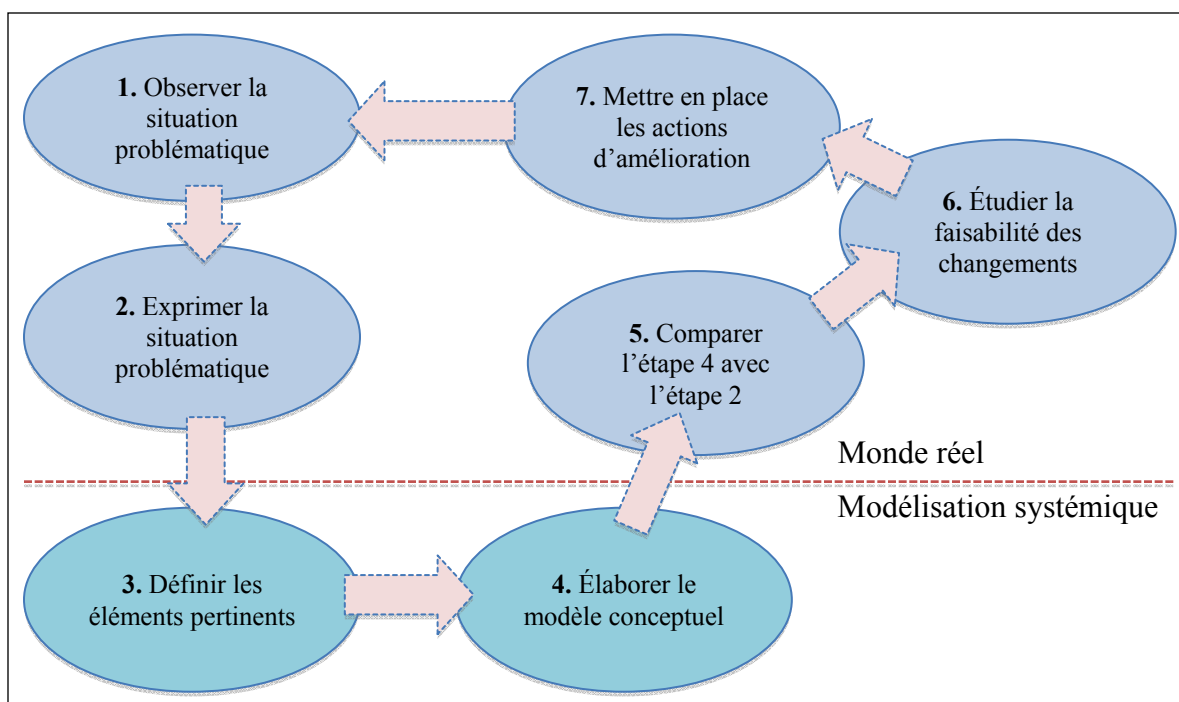 1. Observer la
situation
problématique
2. Exprimer la
situation
problématique
3. Définir les
éléments pertinents
4. Élaborer le
modèle conceptuel
5. Comparer
l’étape 4 avec
l’étape 2
6. Étudier la
faisabilité des
changements
7. Mettre en place
les actions
d’amélioration
Monde réel
Modélisation systémique